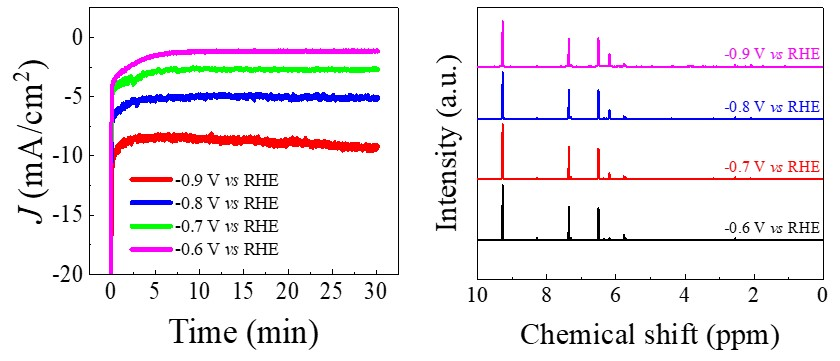 J (mA/cm²)
0
-5
-10
-15
-20
-0.9 V vs RHE
-0.8 V vs RHE
-0.7 V vs RHE
-0.6 V vs RHE
0 5 10 15 20 25 30
Time (min)
Intensity (a.u.)
-0.9 V vs RHE
-0.8 V vs RHE
-0.7 V vs RHE
-0.6 V vs RHE
10 8 6 4 2 0
Chemical shift (ppm)